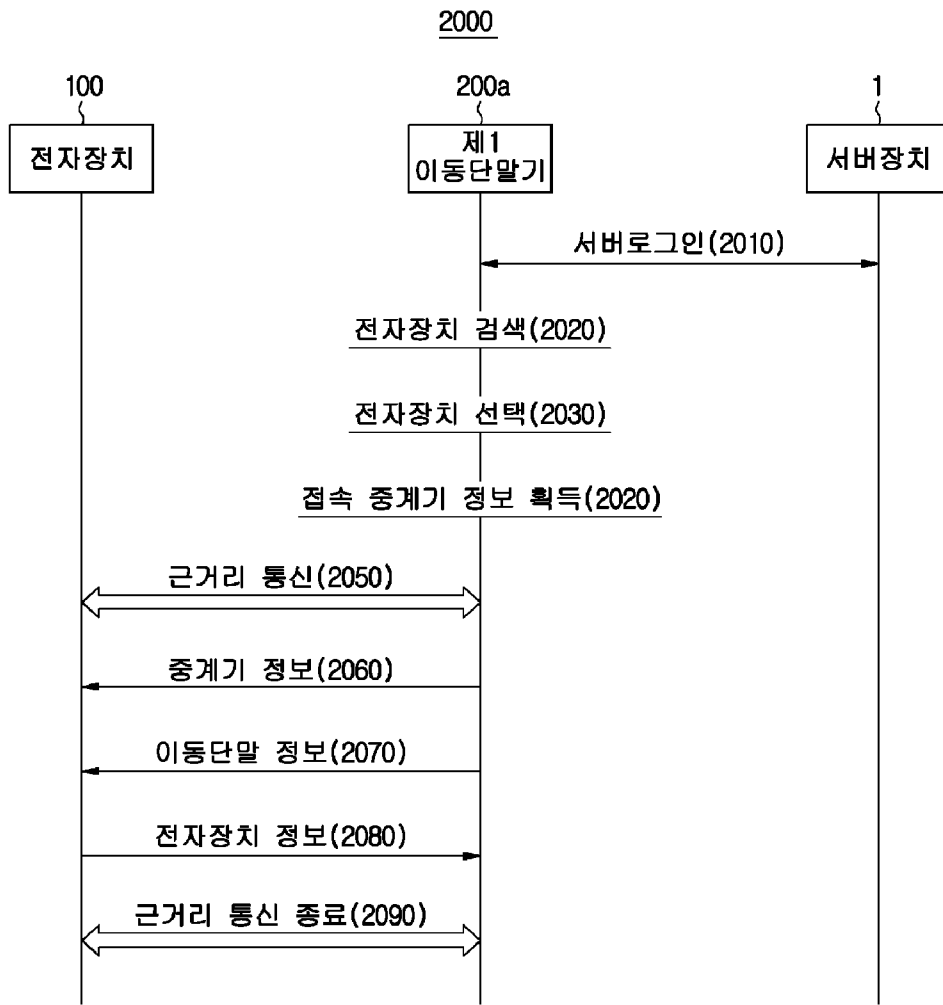 2000
100
200a
1
전자장치
제1
이동단말기
서버장치
서버로그인(2010)
전자장치 검색(2020)
전자장치 선택(2030)
접속 중계기 정보 획득(2020)
근거리 통신(2050)
중계기 정보(2060)
이동단말 정보(2070)
전자장치 정보(2080)
근거리 통신 종료(2090)